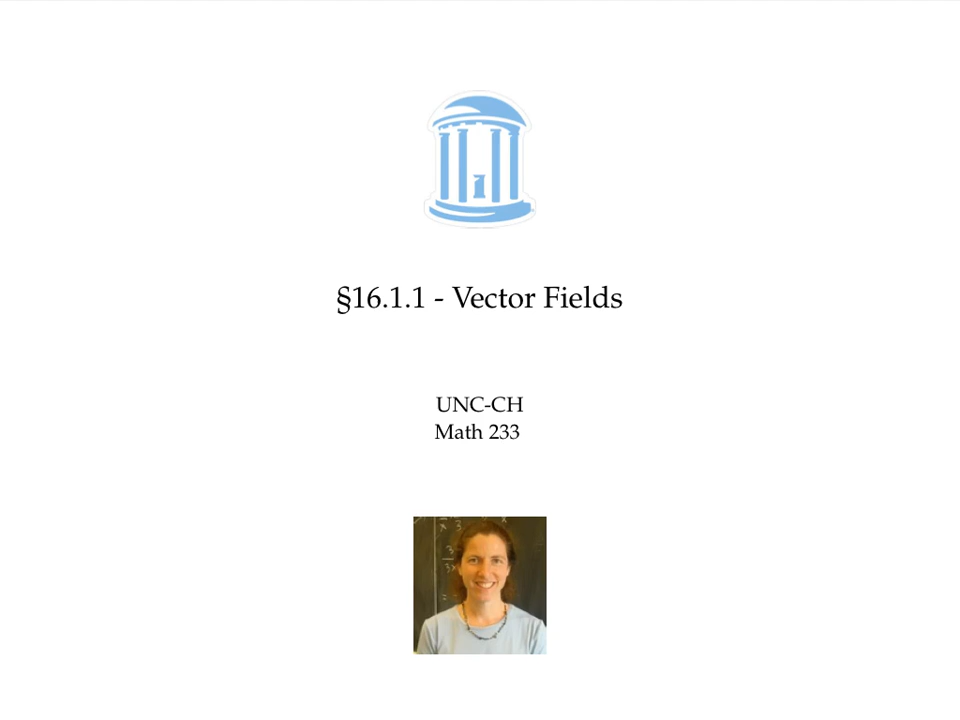 §16.1.1 - Vector Fields
UNC-CH
Math 233